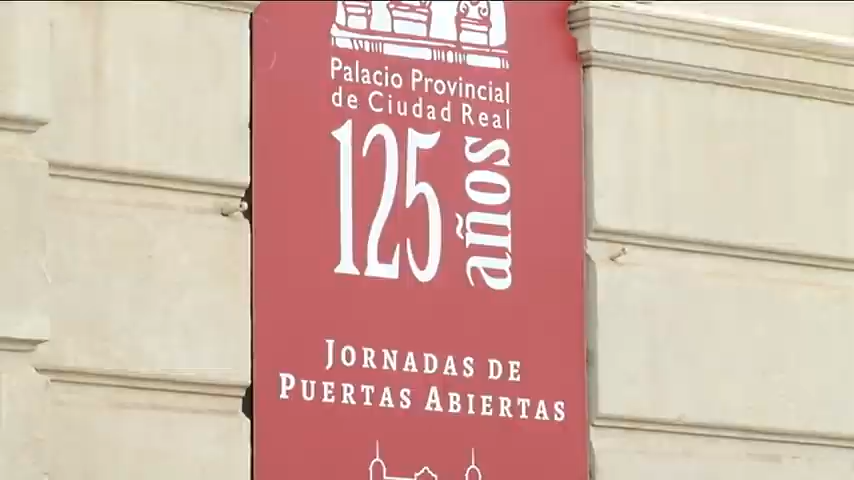 Palacio Provincial
de Ciudad Real
125 años
JORNADAS DE
PUERTAS ABIERTAS